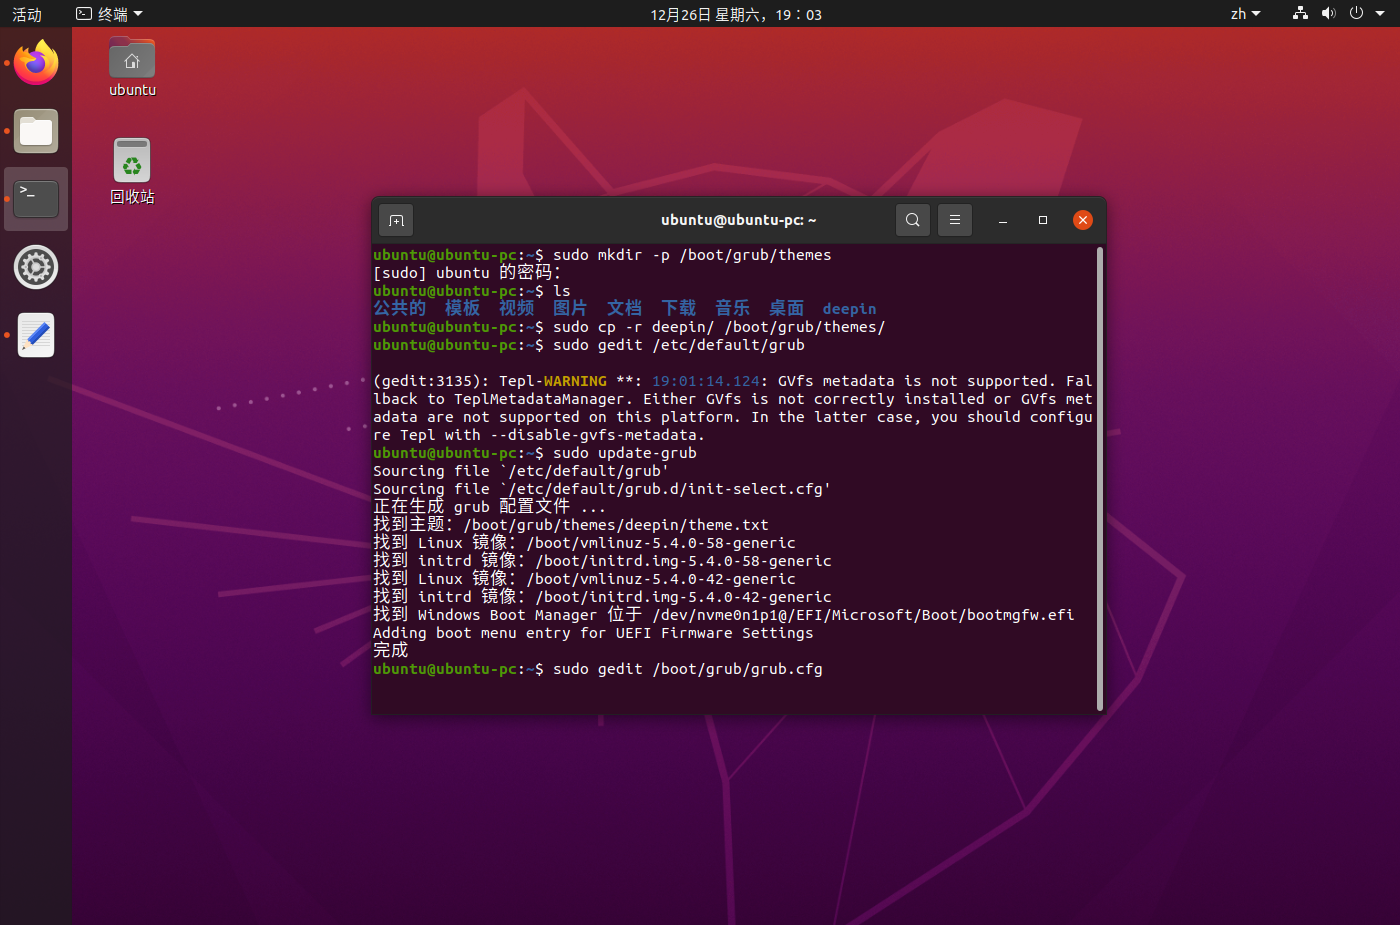 活动 终端 12月26日 星期六，19：03 zh
ubuntu
回收站
ubuntu@ubuntu-pc: ~
ubuntu@ubuntu-pc:~$ sudo mkdir -p /boot/grub/themes
[sudo] ubuntu 的密码：
ubuntu@ubuntu-pc:~$ ls
公共的 模板 视频 图片 文档 下载 音乐 桌面 deepin
ubuntu@ubuntu-pc:~$ sudo cp -r deepin/ /boot/grub/themes/
ubuntu@ubuntu-pc:~$ sudo gedit /etc/default/grub
(gedit:3135): Tepl-WARNING **: 19:01:14.124: GVfs metadata is not supported. Fal
lback to TeplMetadataManager. Either GVfs is not correctly installed or GVfs met
adata are not supported on this platform. In the latter case, you should configu
re Tepl with --disable-gvfs-metadata.
ubuntu@ubuntu-pc:~$ sudo update-grub
Sourcing file `/etc/default/grub'
Sourcing file `/etc/default/grub.d/init-select.cfg'
正在生成 grub 配置文件 ...
找到主题：/boot/grub/themes/deepin/theme.txt
找到 Linux 镜像：/boot/vmlinuz-5.4.0-58-generic
找到 initrd 镜像：/boot/initrd.img-5.4.0-58-generic
找到 Linux 镜像：/boot/vmlinuz-5.4.0-42-generic
找到 initrd 镜像：/boot/initrd.img-5.4.0-42-generic
找到 Windows Boot Manager 位于 /dev/nvme0n1p1@/EFI/Microsoft/Boot/bootmgfw.efi
Adding boot menu entry for UEFI Firmware Settings
完成
ubuntu@ubuntu-pc:~$ sudo gedit /boot/grub/grub.cfg